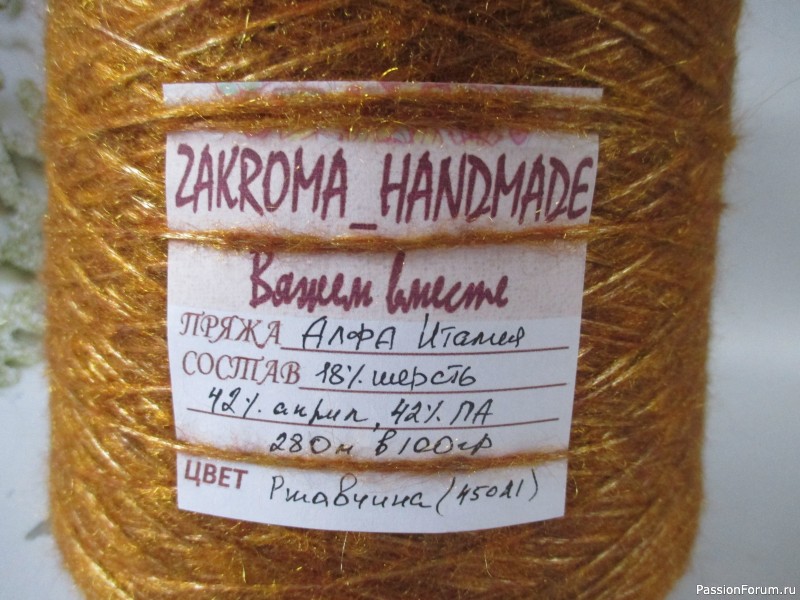 ZAKROMA_HANDMADE
Вяжем вместе
ПРЯЖА Алфа Италия
СОСТАВ 18% шерсть
42% акрил, 42% ПА
280м в 100гр
ЦВЕТ Ржавчина (450A1)
PassionForum.ru